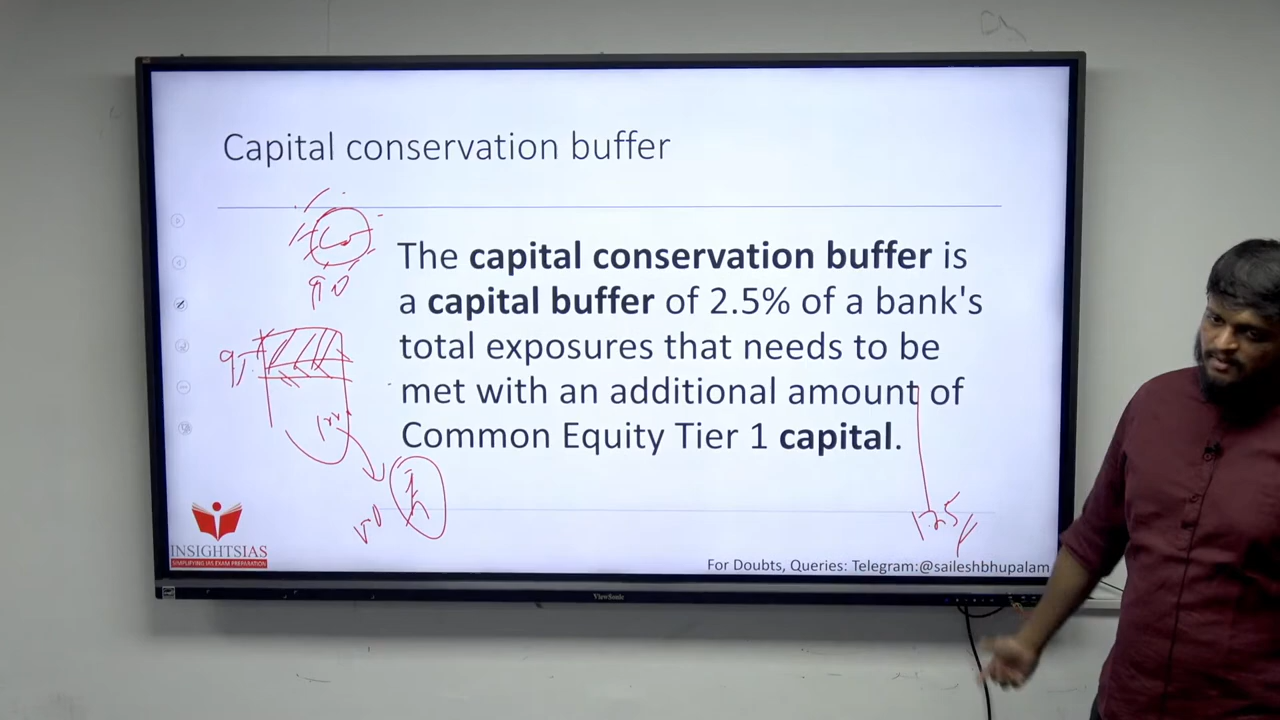 Capital conservation buffer
The capital conservation buffer is
a capital buffer of 2.5% of a bank's
total exposures that needs to be
met with an additional amount of
Common Equity Tier 1 capital.
90
INSIGHTSIAS
SIMPLIFYING IAS EXAM PREPARATION
For Doubts, Queries: Telegram:@saileshbhupalam
ViewSonic